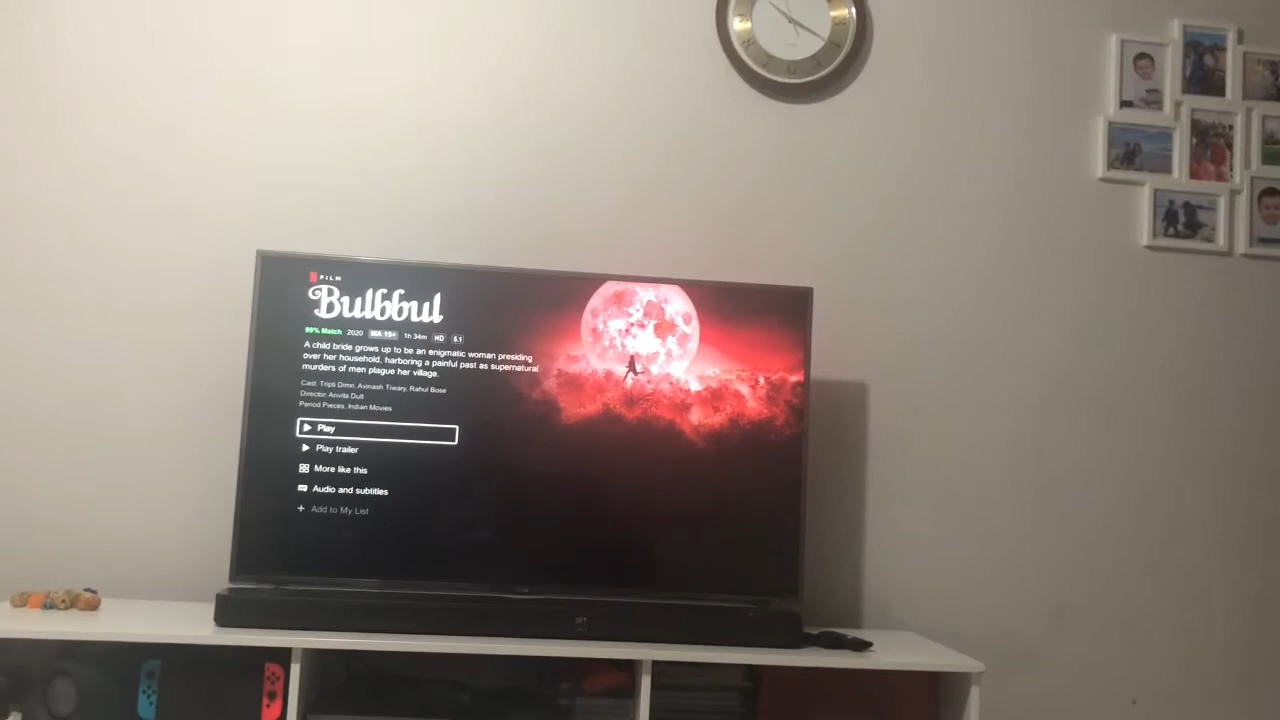 N FILM
Bulbbul
99% Match 2020 MA 15+ 1h 34m HD 5.1
A child bride grows up to be an enigmatic woman presiding
over her household, harboring a painful past as supernatural
murders of men plague her village.
Cast: Tripti Dimri, Avinash Tiwary, Rahul Bose
Director: Anvita Dutt
Period Pieces, Indian Movies
Play
Play trailer
More like this
Audio and subtitles
+ Add to My List